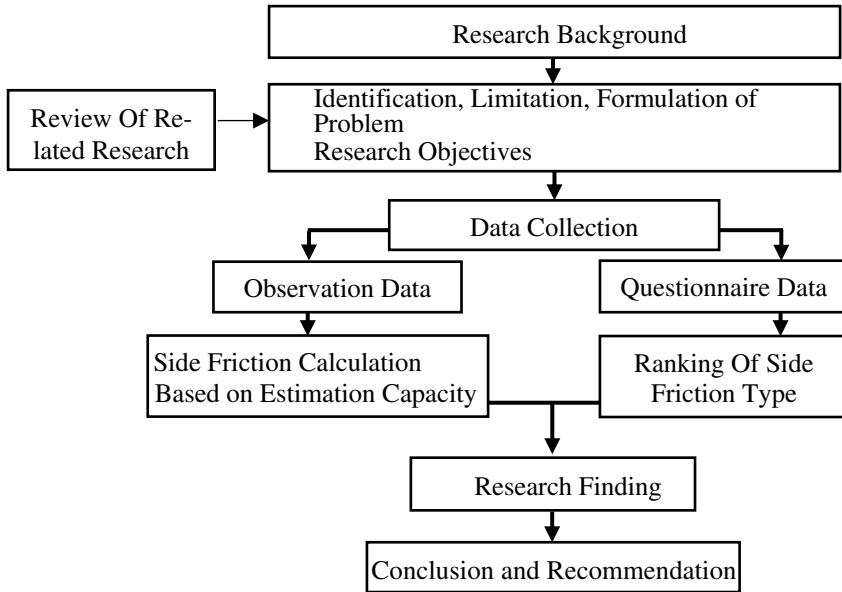 Research Background
Identification, Limitation, Formulation of
Problem
Research Objectives
Review Of Re-
lated Research
Data Collection
Observation Data
Questionnaire Data
Side Friction Calculation
Based on Estimation Capacity
Ranking Of Side
Friction Type
Research Finding
Conclusion and Recommendation